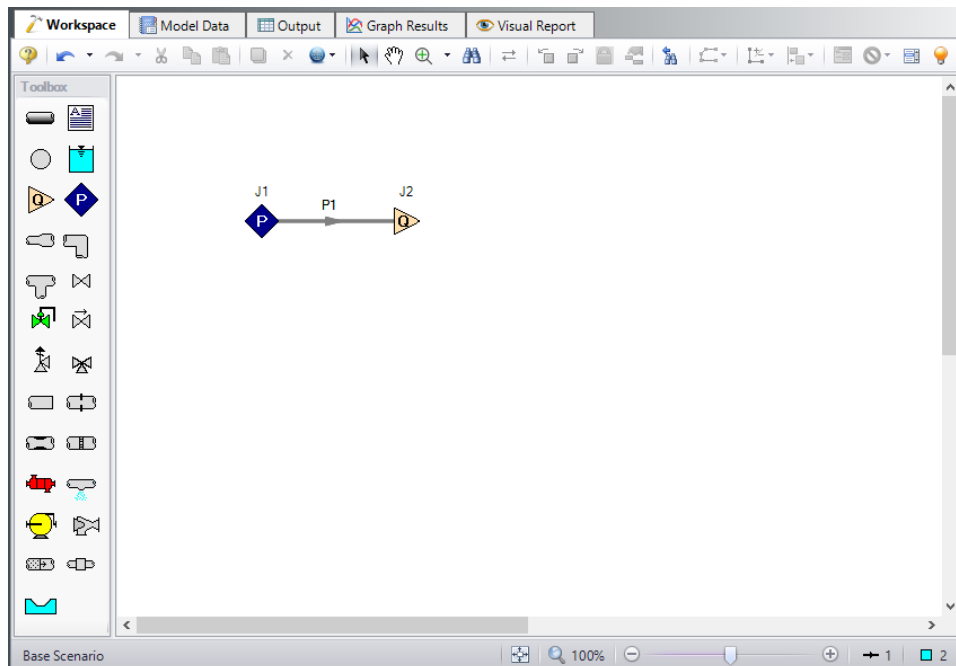 Workspace Model Data Output Graph Results Visual Report
Toolbox
A
Q P
J1 J2
P1
P Q
Base Scenario 100% 1 2